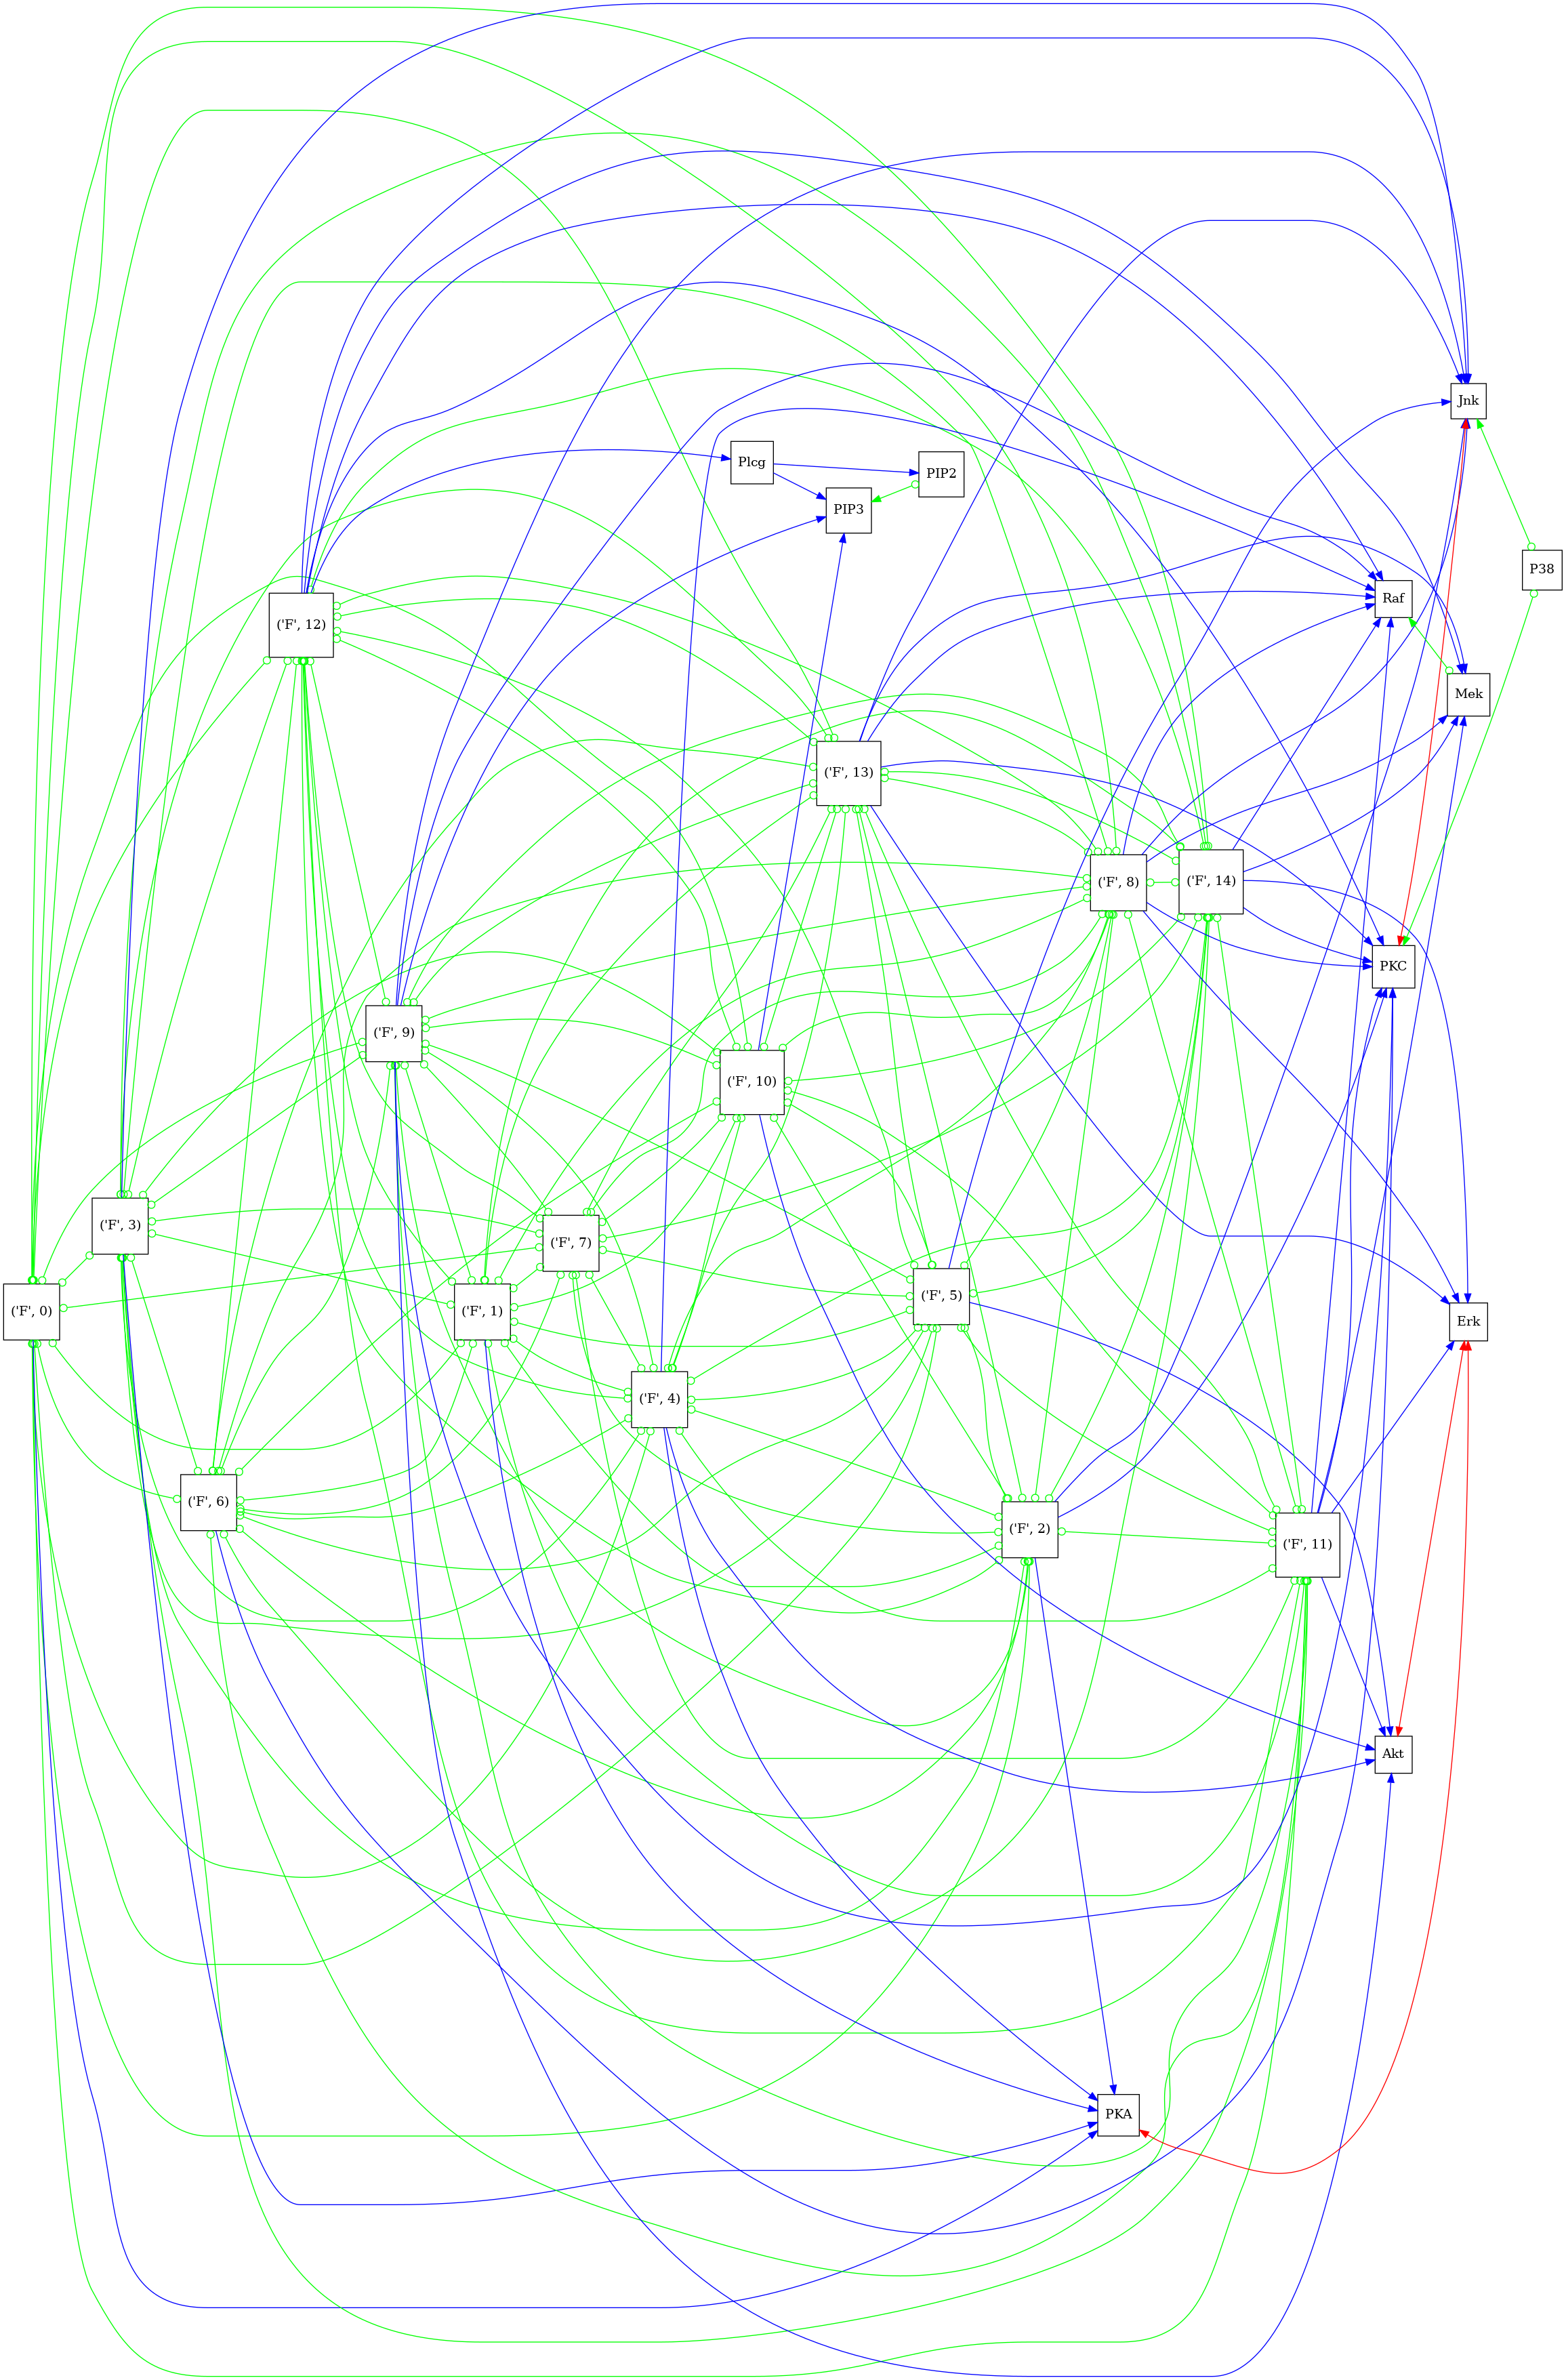 Jnk
Plcg
PIP2
PIP3
P38
Raf
('F', 12)
Mek
('F', 13)
('F', 8)
('F', 14)
PKC
('F', 9)
('F', 10)
('F', 3)
('F', 7)
('F', 5)
('F', 0)
('F', 1)
Erk
('F', 4)
('F', 6)
('F', 2)
('F', 11)
Akt
PKA